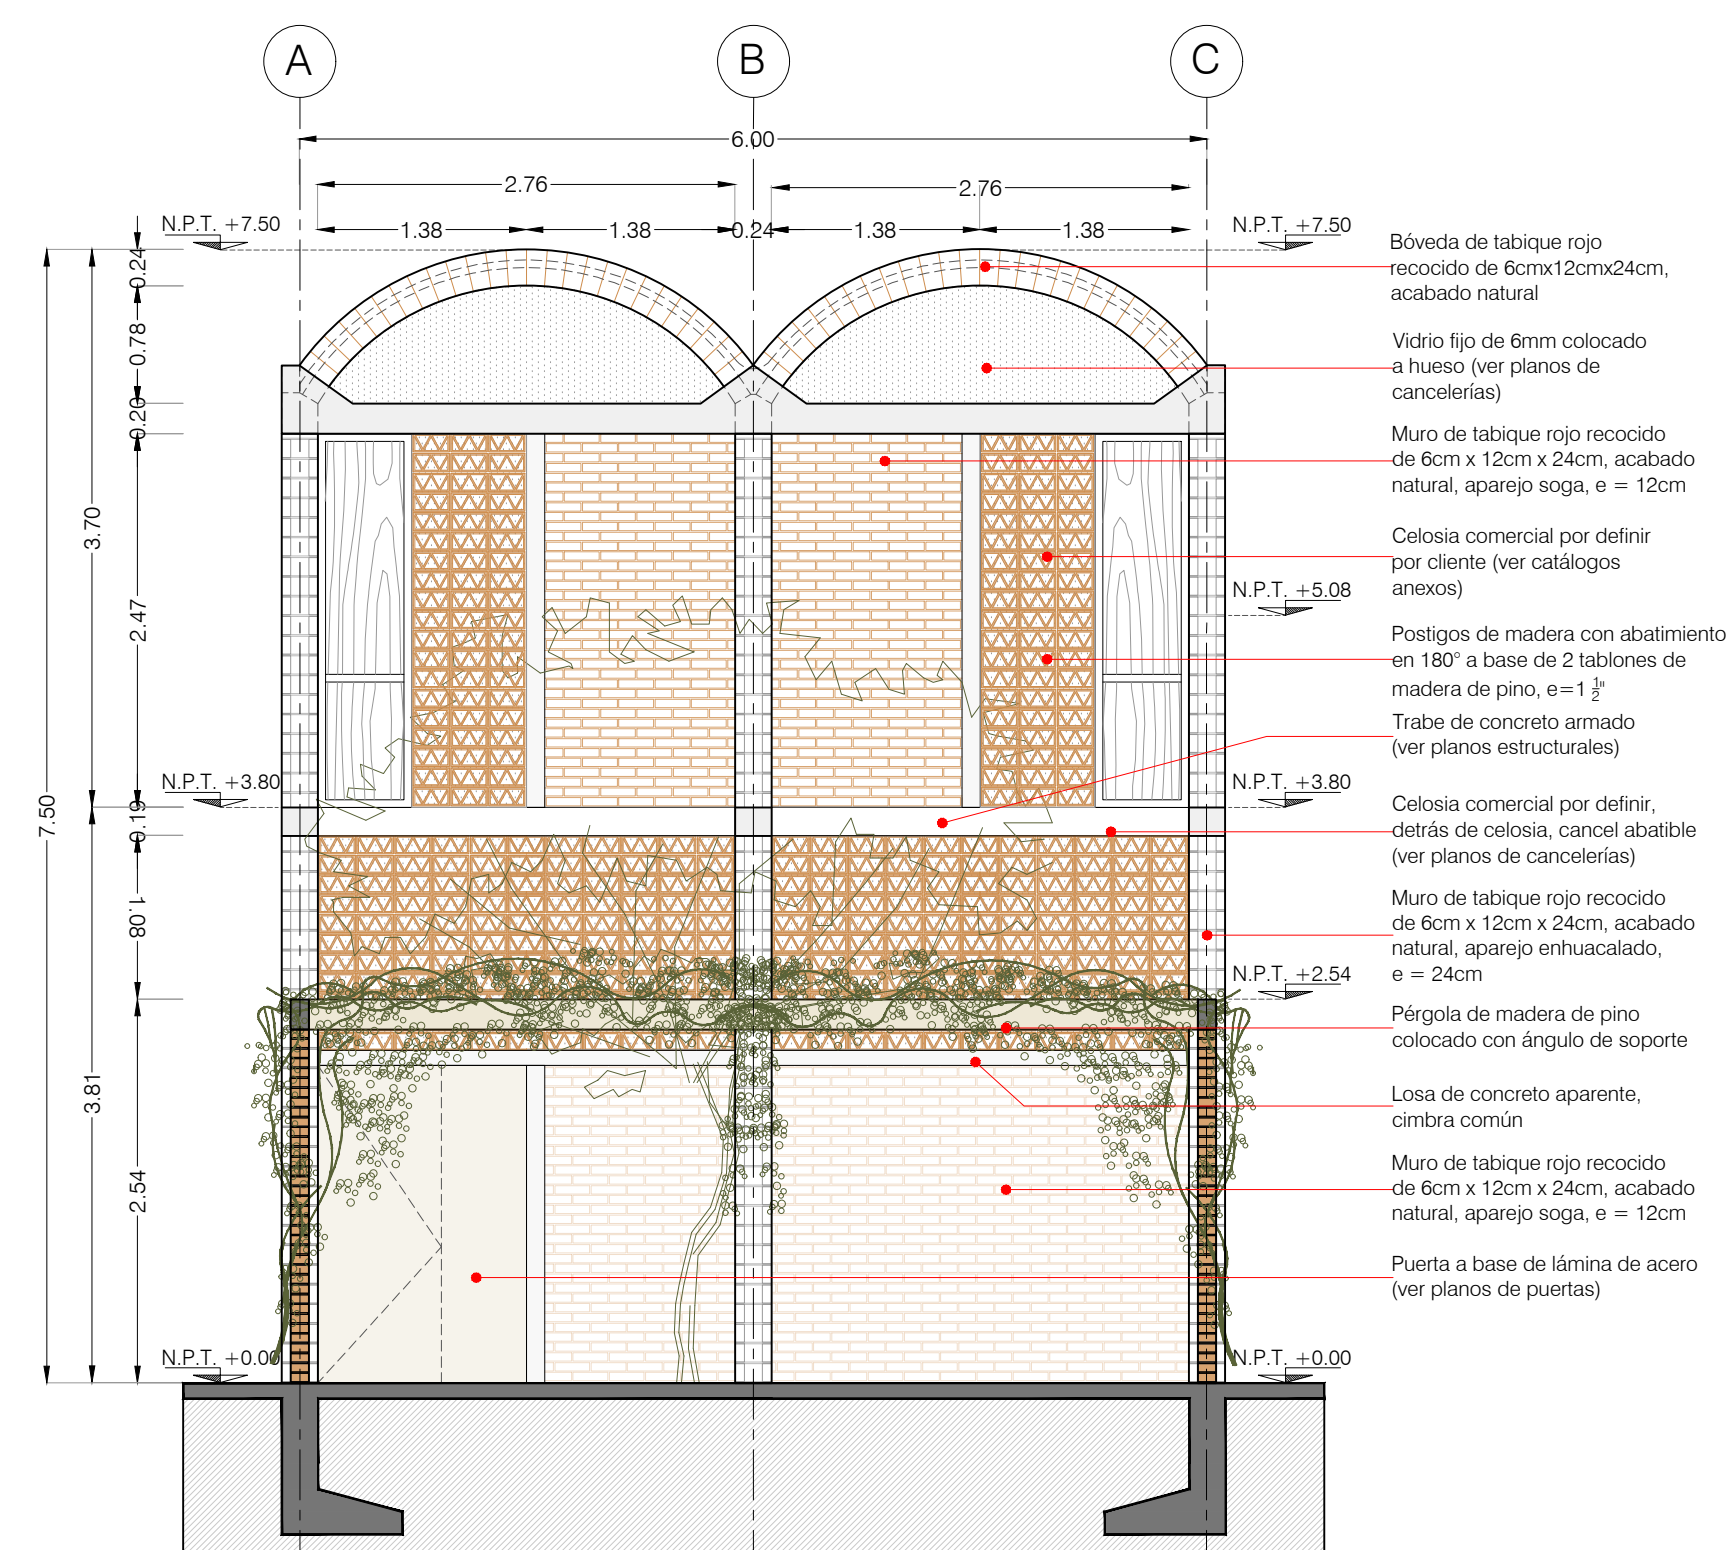 A
B
C
6.00
2.76
2.76
1.38
1.38
0.24
1.38
1.38
N.P.T. +7.50
N.P.T. +7.50
0.24
0.78
0.20
3.70
2.47
7.50
N.P.T. +3.80
0.19
1.08
3.81
2.54
N.P.T. +0.00
N.P.T. +5.08
N.P.T. +3.80
N.P.T. +2.54
N.P.T. +0.00
Bóveda de tabique rojo
recocido de 6cmx12cmx24cm,
acabado natural
Vidrio fijo de 6mm colocado
a hueso (ver planos de
cancelerías)
Muro de tabique rojo recocido
de 6cm x 12cm x 24cm, acabado
natural, aparejo soga, e = 12cm
Celosia comercial por definir
por cliente (ver catálogos
anexos)
Postigos de madera con abatimiento
en 180° a base de 2 tablones de
madera de pino, e=1 1/2"
Trabe de concreto armado
(ver planos estructurales)
Celosia comercial por definir,
detrás de celosia, cancel abatible
(ver planos de cancelerías)
Muro de tabique rojo recocido
de 6cm x 12cm x 24cm, acabado
natural, aparejo enhuacalado,
e = 24cm
Pérgola de madera de pino
colocado con ángulo de soporte
Losa de concreto aparente,
cimbra común
Muro de tabique rojo recocido
de 6cm x 12cm x 24cm, acabado
natural, aparejo soga, e = 12cm
Puerta a base de lámina de acero
(ver planos de puertas)